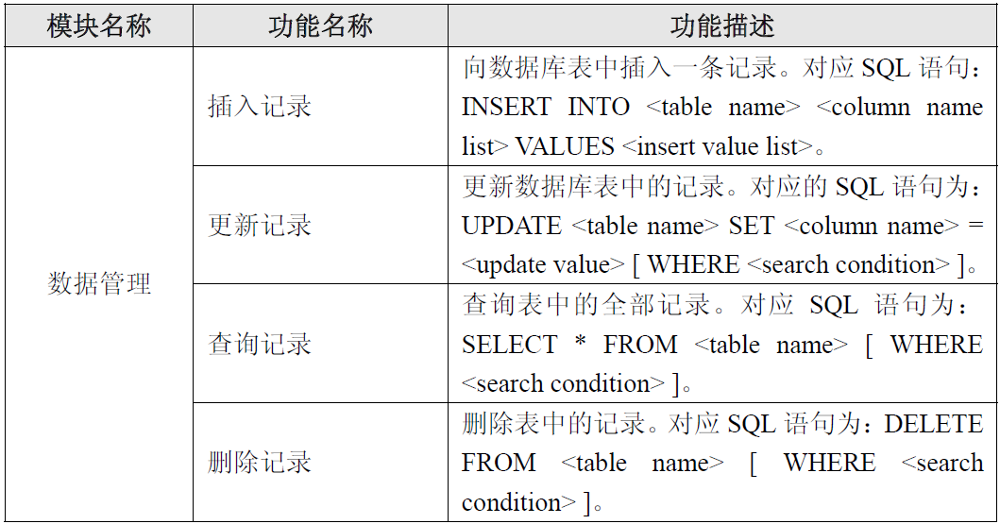 模块名称 功能名称 功能描述
数据管理
插入记录
向数据库表中插入一条记录。对应 SQL 语句：
INSERT INTO <table name> <column name
list> VALUES <insert value list>。
更新记录
更新数据库表中的记录。对应的 SQL 语句为：
UPDATE <table name> SET <column name> =
<update value> [ WHERE <search condition> ]。
查询记录
查询表中的全部记录。对应 SQL 语句为：
SELECT * FROM <table name> [ WHERE
<search condition> ]。
删除记录
删除表中的记录。对应 SQL 语句为：DELETE
FROM <table name> [ WHERE <search
condition> ]。